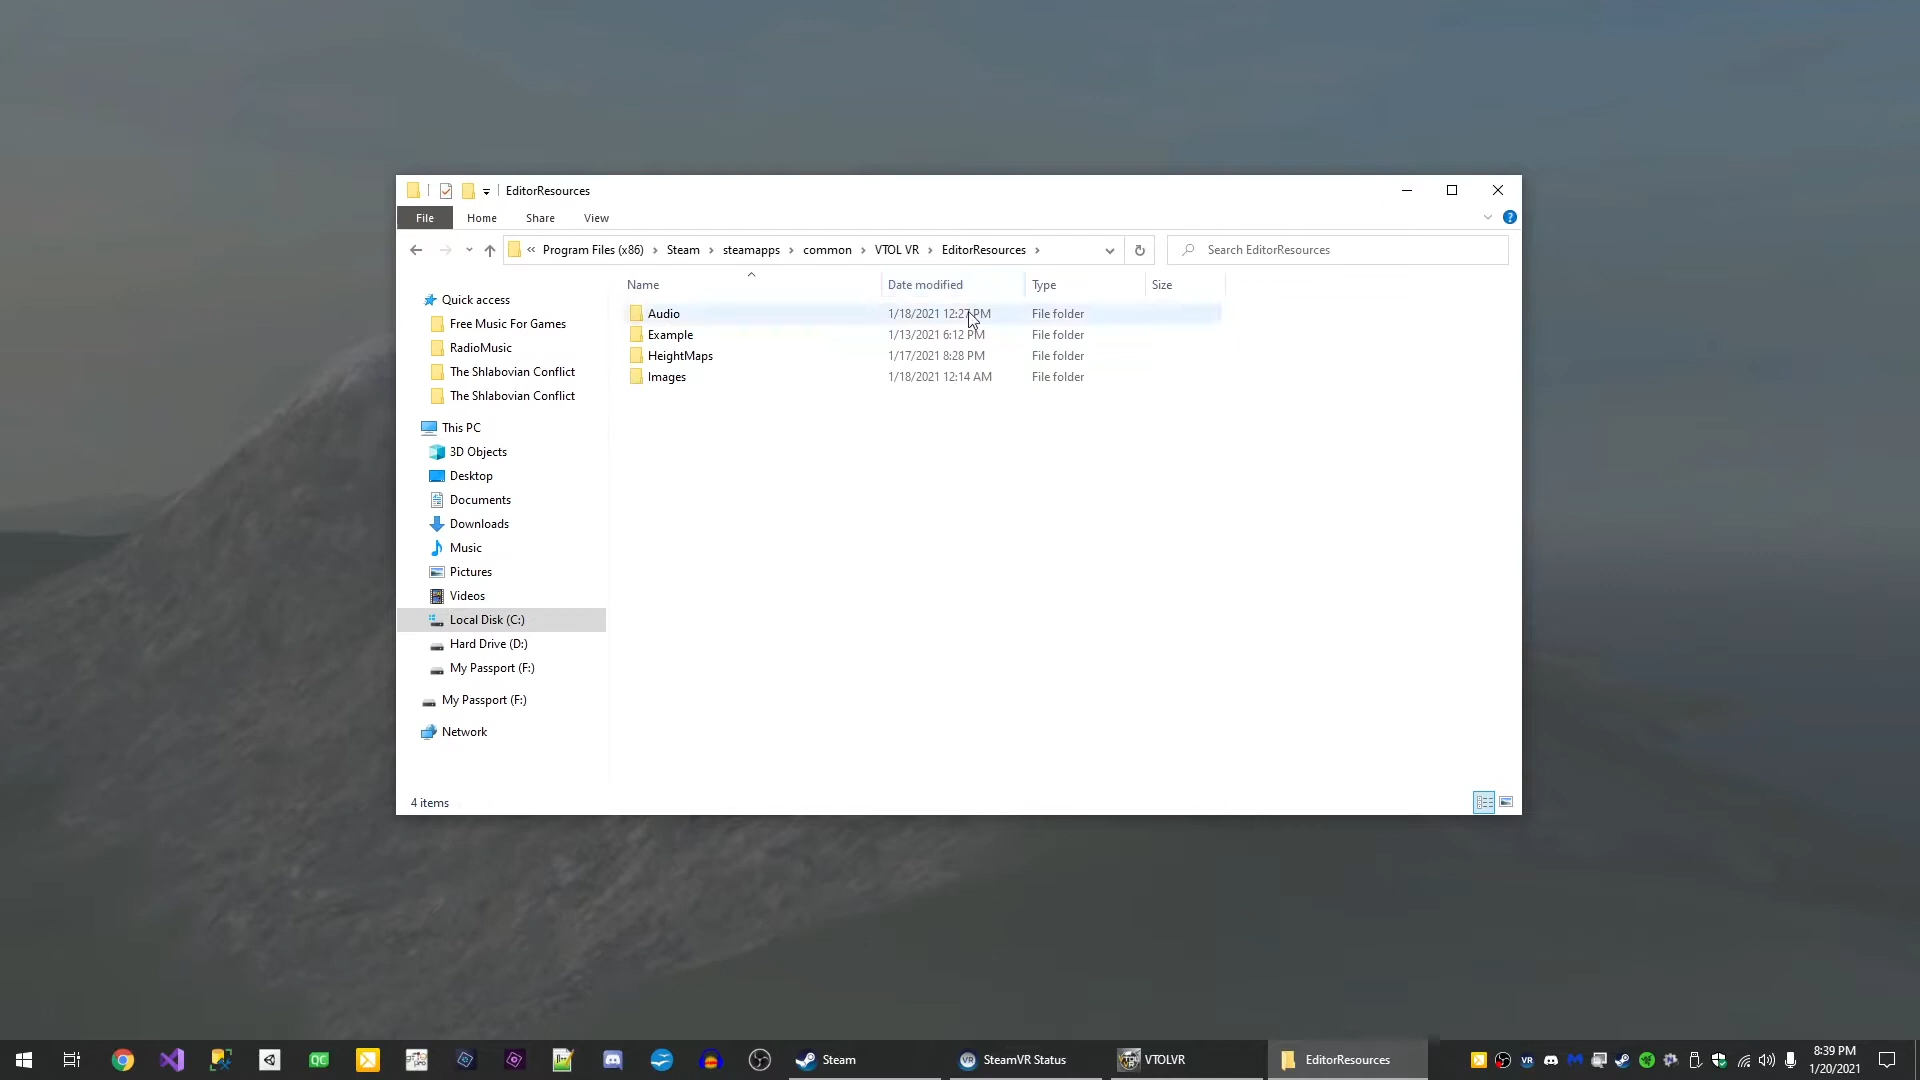 EditorResources
File Home Share View
« Program Files (x86) > Steam > steamapps > common > VTOL VR > EditorResources >
Search EditorResources
Name Date modified Type Size
Quick access
Free Music For Games
RadioMusic
The Shlabovian Conflict
The Shlabovian Conflict
This PC
3D Objects
Desktop
Documents
Downloads
Music
Pictures
Videos
Local Disk (C:)
Hard Drive (D:)
My Passport (F:)
My Passport (F:)
Network
Audio 1/18/2021 12:27 PM File folder
Example 1/13/2021 6:12 PM File folder
HeightMaps 1/17/2021 8:28 PM File folder
Images 1/18/2021 12:14 AM File folder
4 items
QC
Steam
SteamVR Status
VTOLVR
EditorResources
8:39 PM
1/20/2021